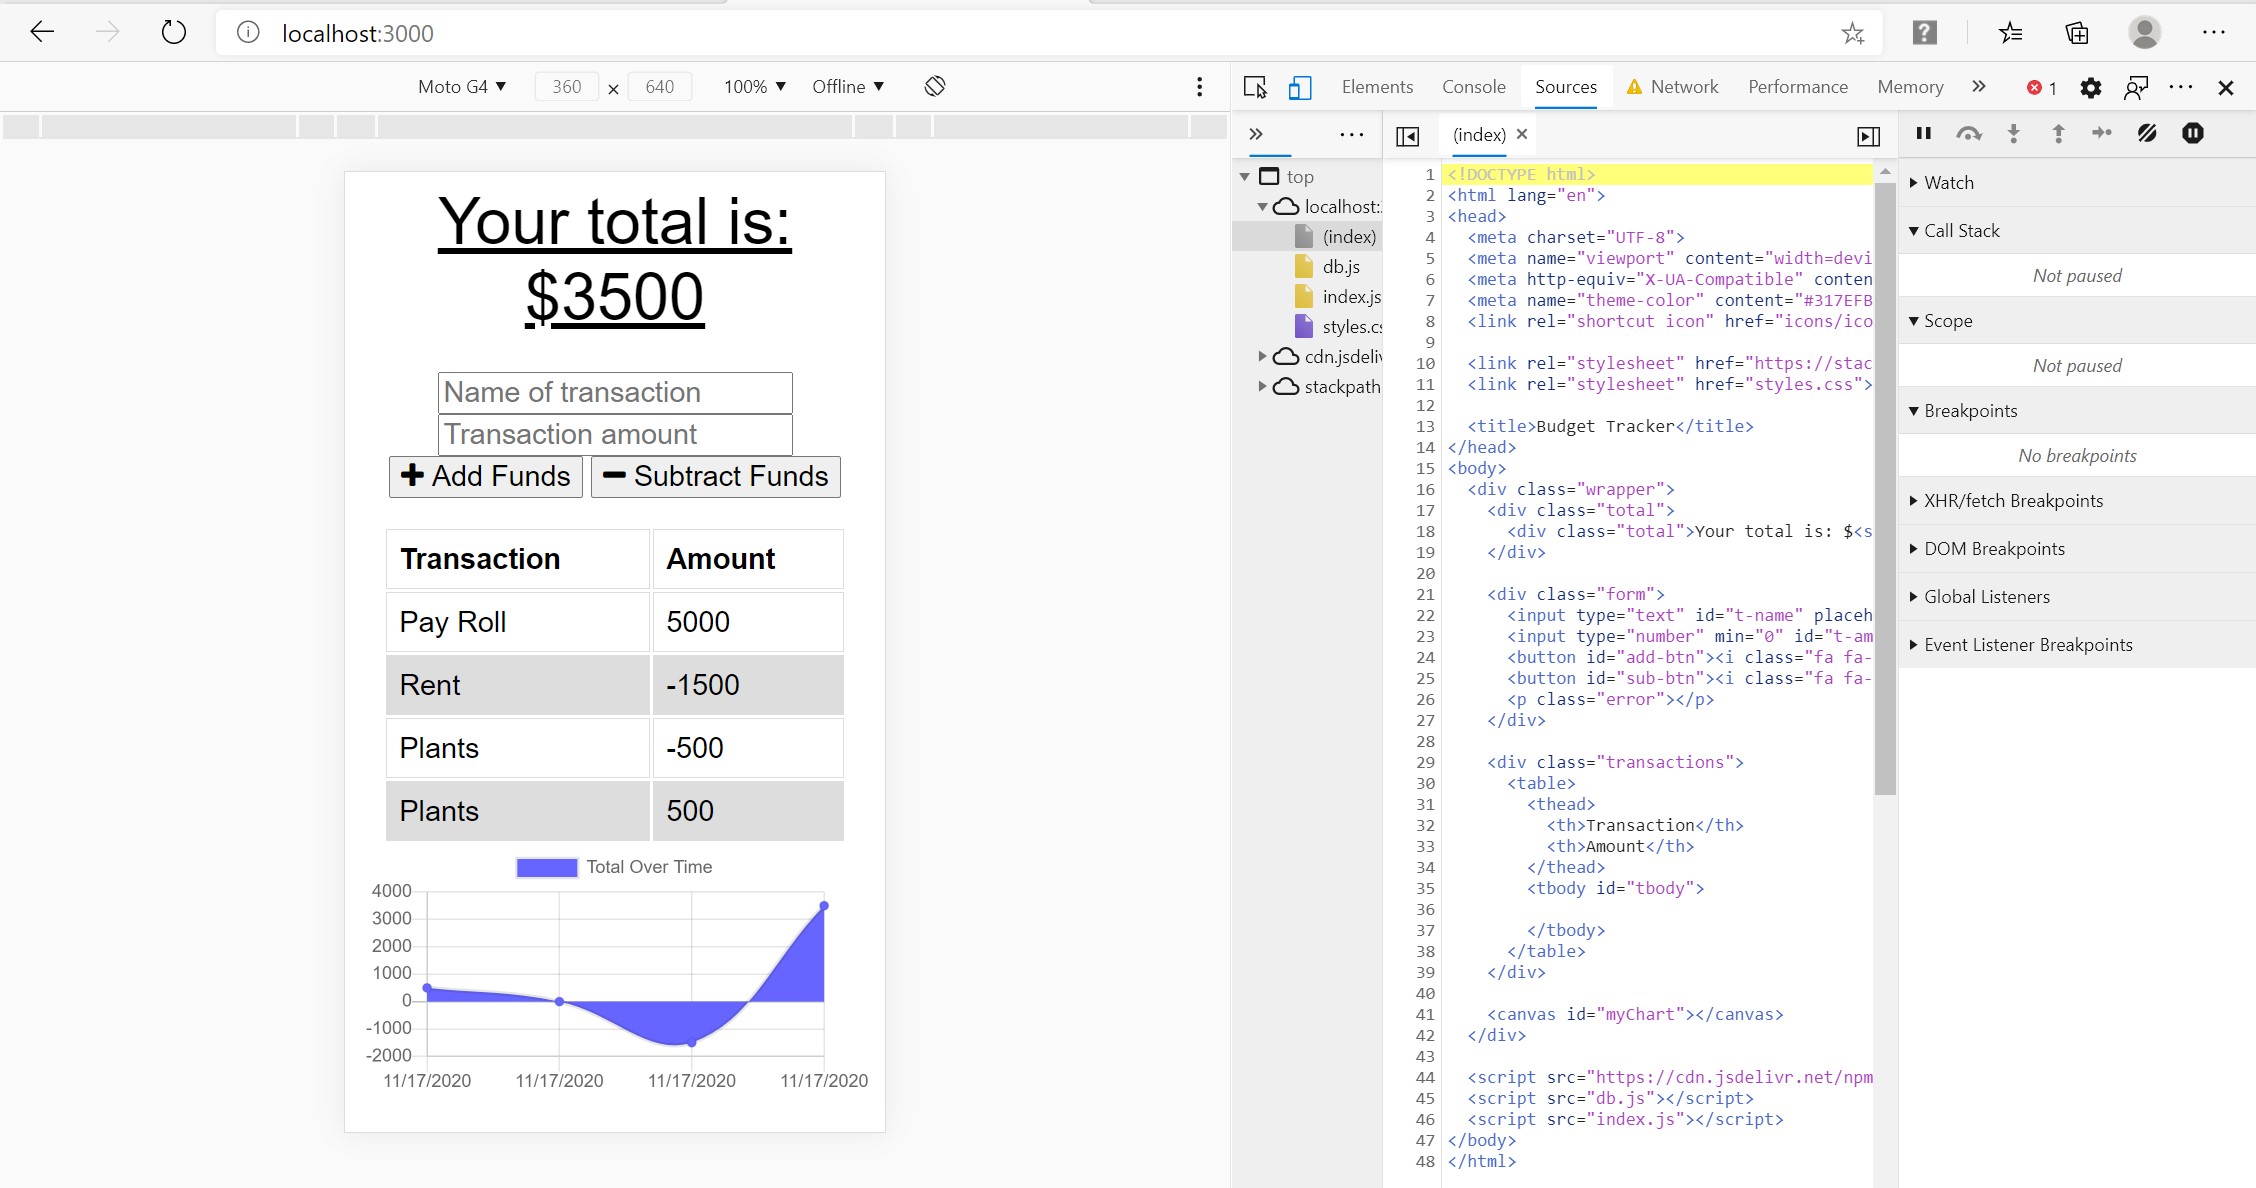 localhost:3000
Moto G4 ▼ 360 × 640 100% ▼ Offline ▼
Elements Console Sources Network Performance Memory » 1
(index) ×
top
localhost:
(index)
db.js
index.js
styles.cs
cdn.jsdeliv
stackpath
Your total is:
$3500
Name of transaction
Transaction amount
Add Funds
Subtract Funds
Transaction Amount
Pay Roll 5000
Rent -1500
Plants -500
Plants 500
Total Over Time
4000
3000
2000
1000
0
-1000
-2000
11/17/2020 11/17/2020 11/17/2020 11/17/2020
1 <!DOCTYPE html>
2 <html lang="en">
3 <head>
4 <meta charset="UTF-8">
5 <meta name="viewport" content="width=devi
6 <meta http-equiv="X-UA-Compatible" conten
7 <meta name="theme-color" content="#317EFB
8 <link rel="shortcut icon" href="icons/ico
9
10 <link rel="stylesheet" href="https://stac
11 <link rel="stylesheet" href="styles.css">
12
13 <title>Budget Tracker</title>
14 </head>
15 <body>
16 <div class="wrapper">
17 <div class="total">
18 <div class="total">Your total is: $<s
19 </div>
20
21 <div class="form">
22 <input type="text" id="t-name" placeh
23 <input type="number" min="0" id="t-am
24 <button id="add-btn"><i class="fa fa-
25 <button id="sub-btn"><i class="fa fa-
26 <p class="error"></p>
27 </div>
28
29 <div class="transactions">
30 <table>
31 <thead>
32 <th>Transaction</th>
33 <th>Amount</th>
34 </thead>
35 <tbody id="tbody">
36
37 </tbody>
38 </table>
39 </div>
40
41 <canvas id="myChart"></canvas>
42 </div>
43
44 <script src="https://cdn.jsdelivr.net/npm
45 <script src="db.js"></script>
46 <script src="index.js"></script>
47 </body>
48 </html>
Watch
Call Stack
Not paused
Scope
Not paused
Breakpoints
No breakpoints
XHR/fetch Breakpoints
DOM Breakpoints
Global Listeners
Event Listener Breakpoints